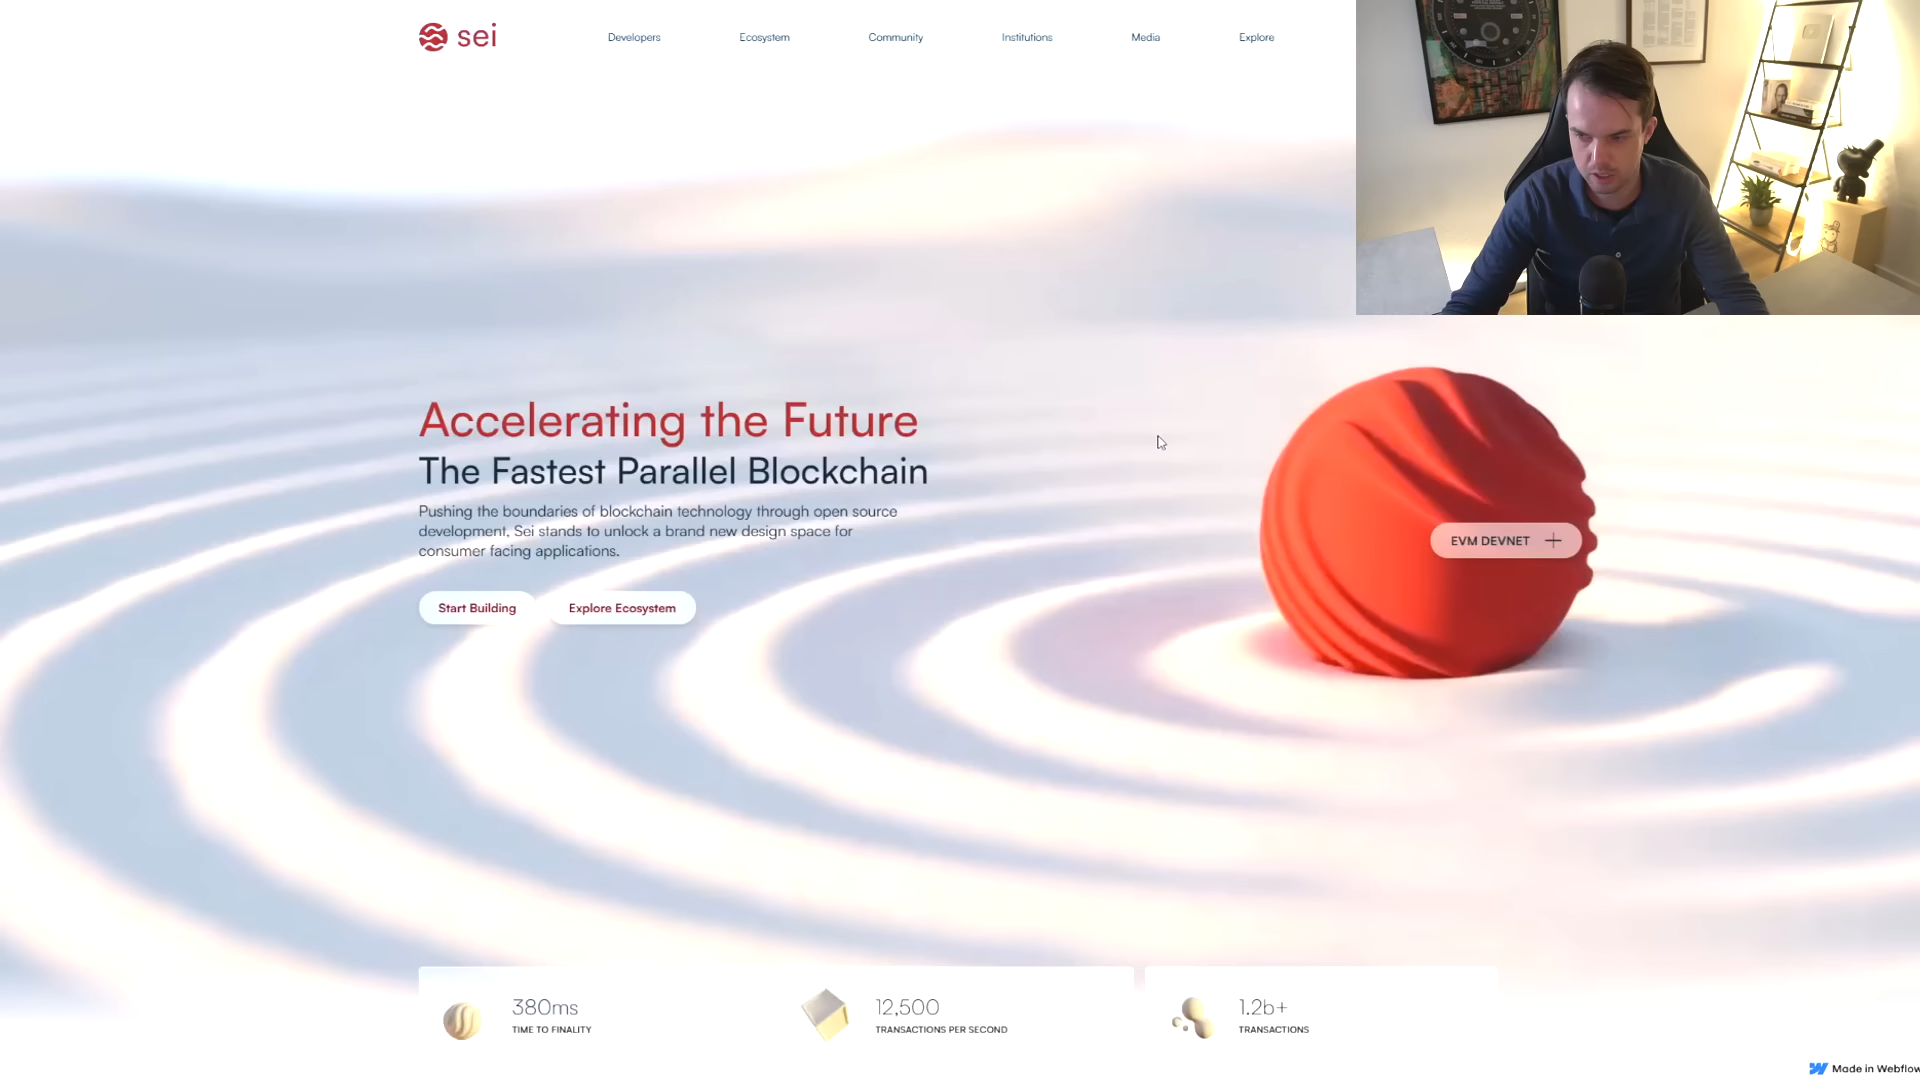 sei
Developers
Ecosystem
Community
Institutions
Media
Explore
Accelerating the Future
The Fastest Parallel Blockchain
Pushing the boundaries of blockchain technology through open source
development, Sei stands to unlock a brand new design space for
consumer facing applications.
Start Building
Explore Ecosystem
EVM DEVNET
380ms
TIME TO FINALITY
12,500
TRANSACTIONS PER SECOND
1.2b+
TRANSACTIONS
Made in Webflow